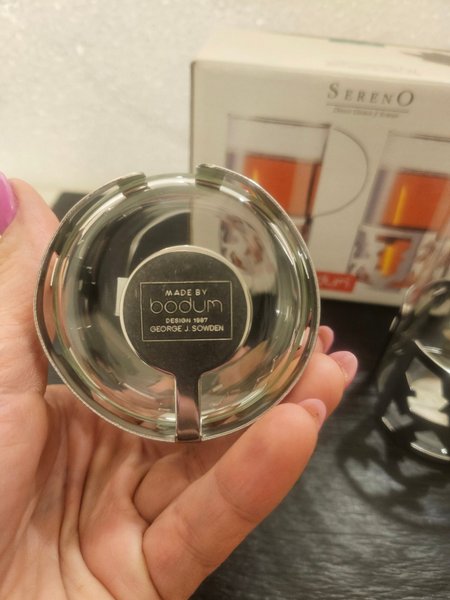 SERENO
MADE BY
bodum
DESIGN 1987
GEORGE J. SOWDEN